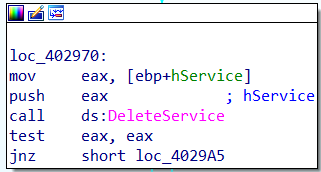 loc_402970:
mov     eax, [ebp+hService]
push    eax             ; hService
call    ds:DeleteService
test    eax, eax
jnz     short loc_4029A5